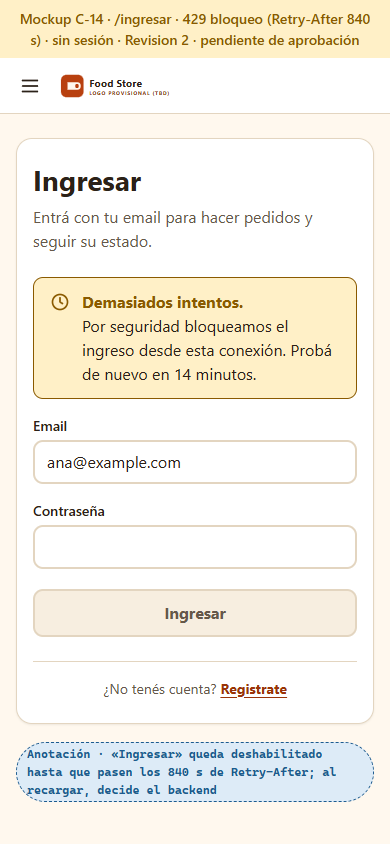 Mockup C-14 · /ingresar · 429 bloqueo (Retry-After 840
s) · sin sesión · Revision 2 · pendiente de aprobación
Food Store
LOGO PROVISIONAL (TBD)
Ingresar
Entrá con tu email para hacer pedidos y
seguir su estado.
Demasiados intentos.
Por seguridad bloqueamos el
ingreso desde esta conexión. Probá
de nuevo en 14 minutos.
Email
ana@example.com
Contraseña
Ingresar
¿No tenés cuenta? Registrate
Anotación · «Ingresar» queda deshabilitado
hasta que pasen los 840 s de Retry-After; al
recargar, decide el backend